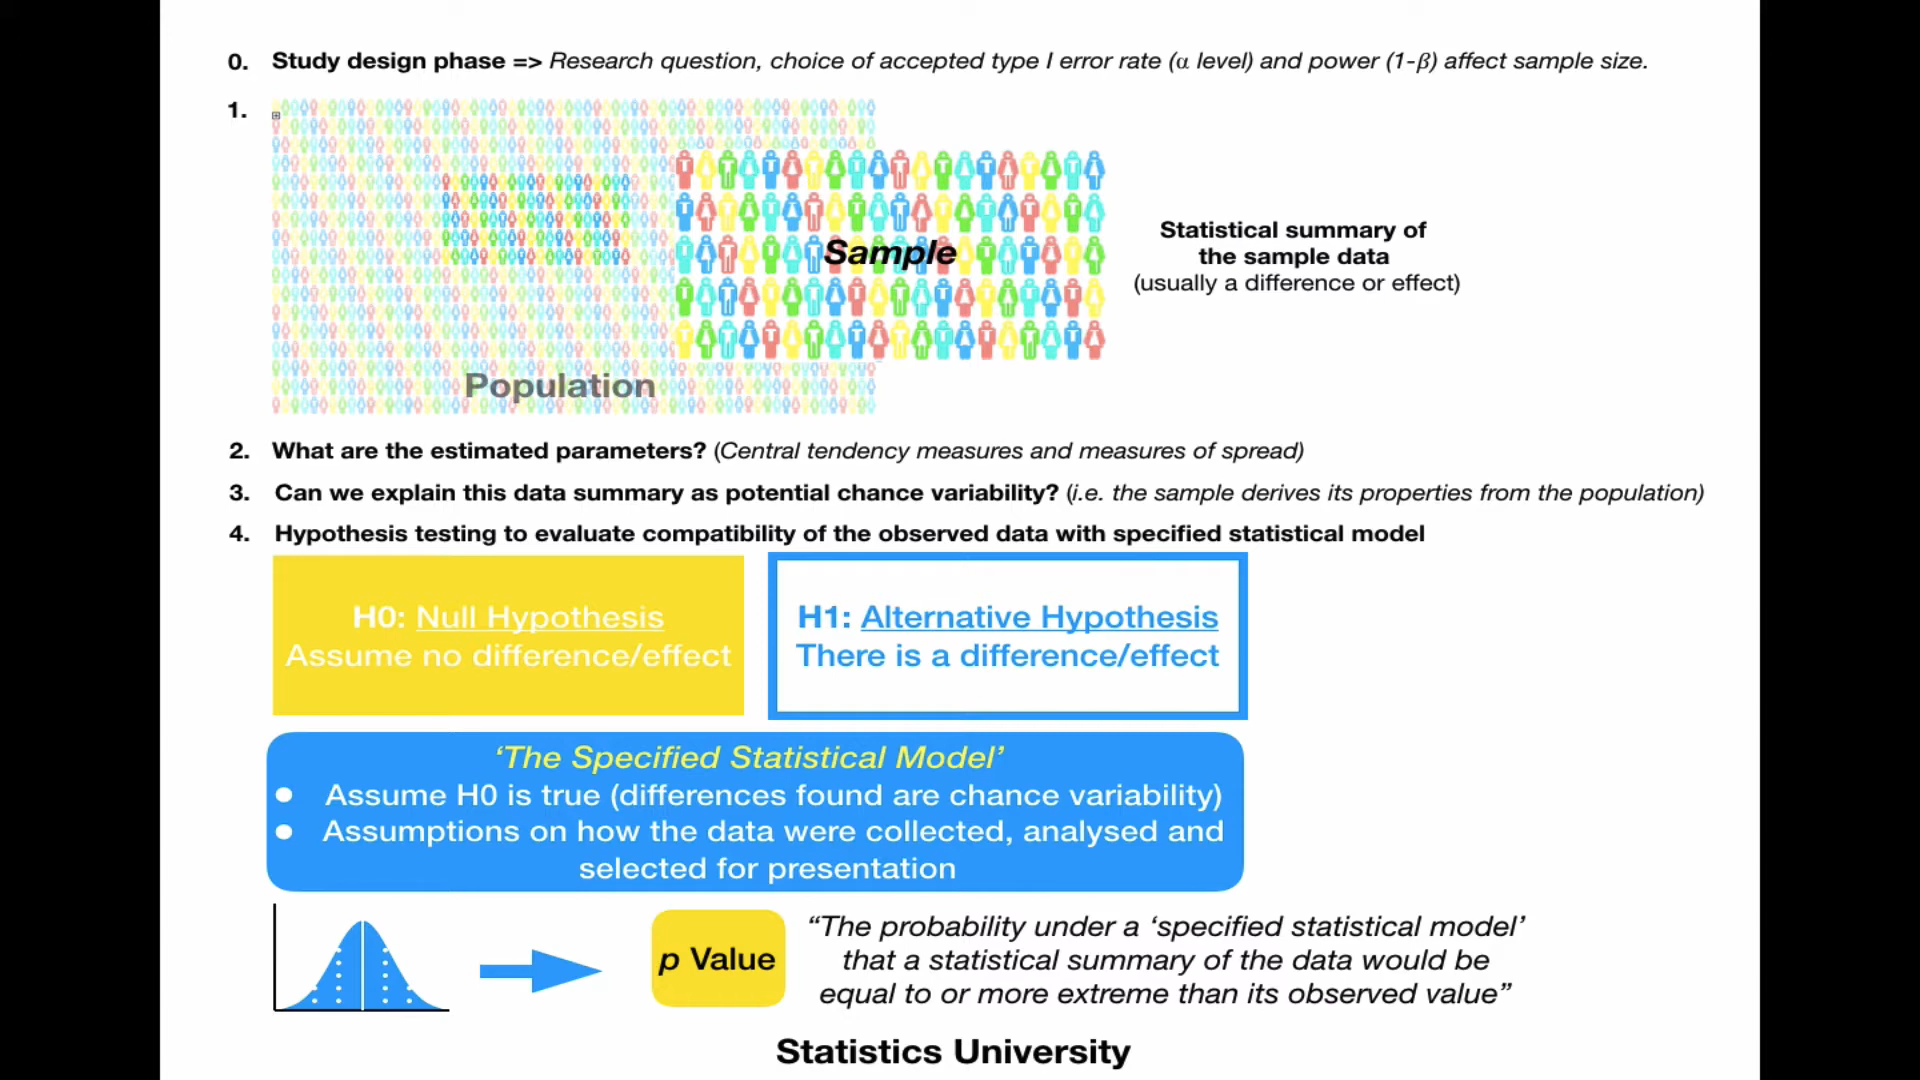 0. Study design phase => Research question, choice of accepted type I error rate (α level) and power (1-β) affect sample size.
1.
Sample
Population
Statistical summary of
the sample data
(usually a difference or effect)
2. What are the estimated parameters? (Central tendency measures and measures of spread)
3. Can we explain this data summary as potential chance variability? (i.e. the sample derives its properties from the population)
4. Hypothesis testing to evaluate compatibility of the observed data with specified statistical model
H0: Null Hypothesis
Assume no difference/effect
H1: Alternative Hypothesis
There is a difference/effect
‘The Specified Statistical Model’
● Assume H0 is true (differences found are chance variability)
● Assumptions on how the data were collected, analysed and
selected for presentation
p Value
“The probability under a ‘specified statistical model’
that a statistical summary of the data would be
equal to or more extreme than its observed value”
Statistics University